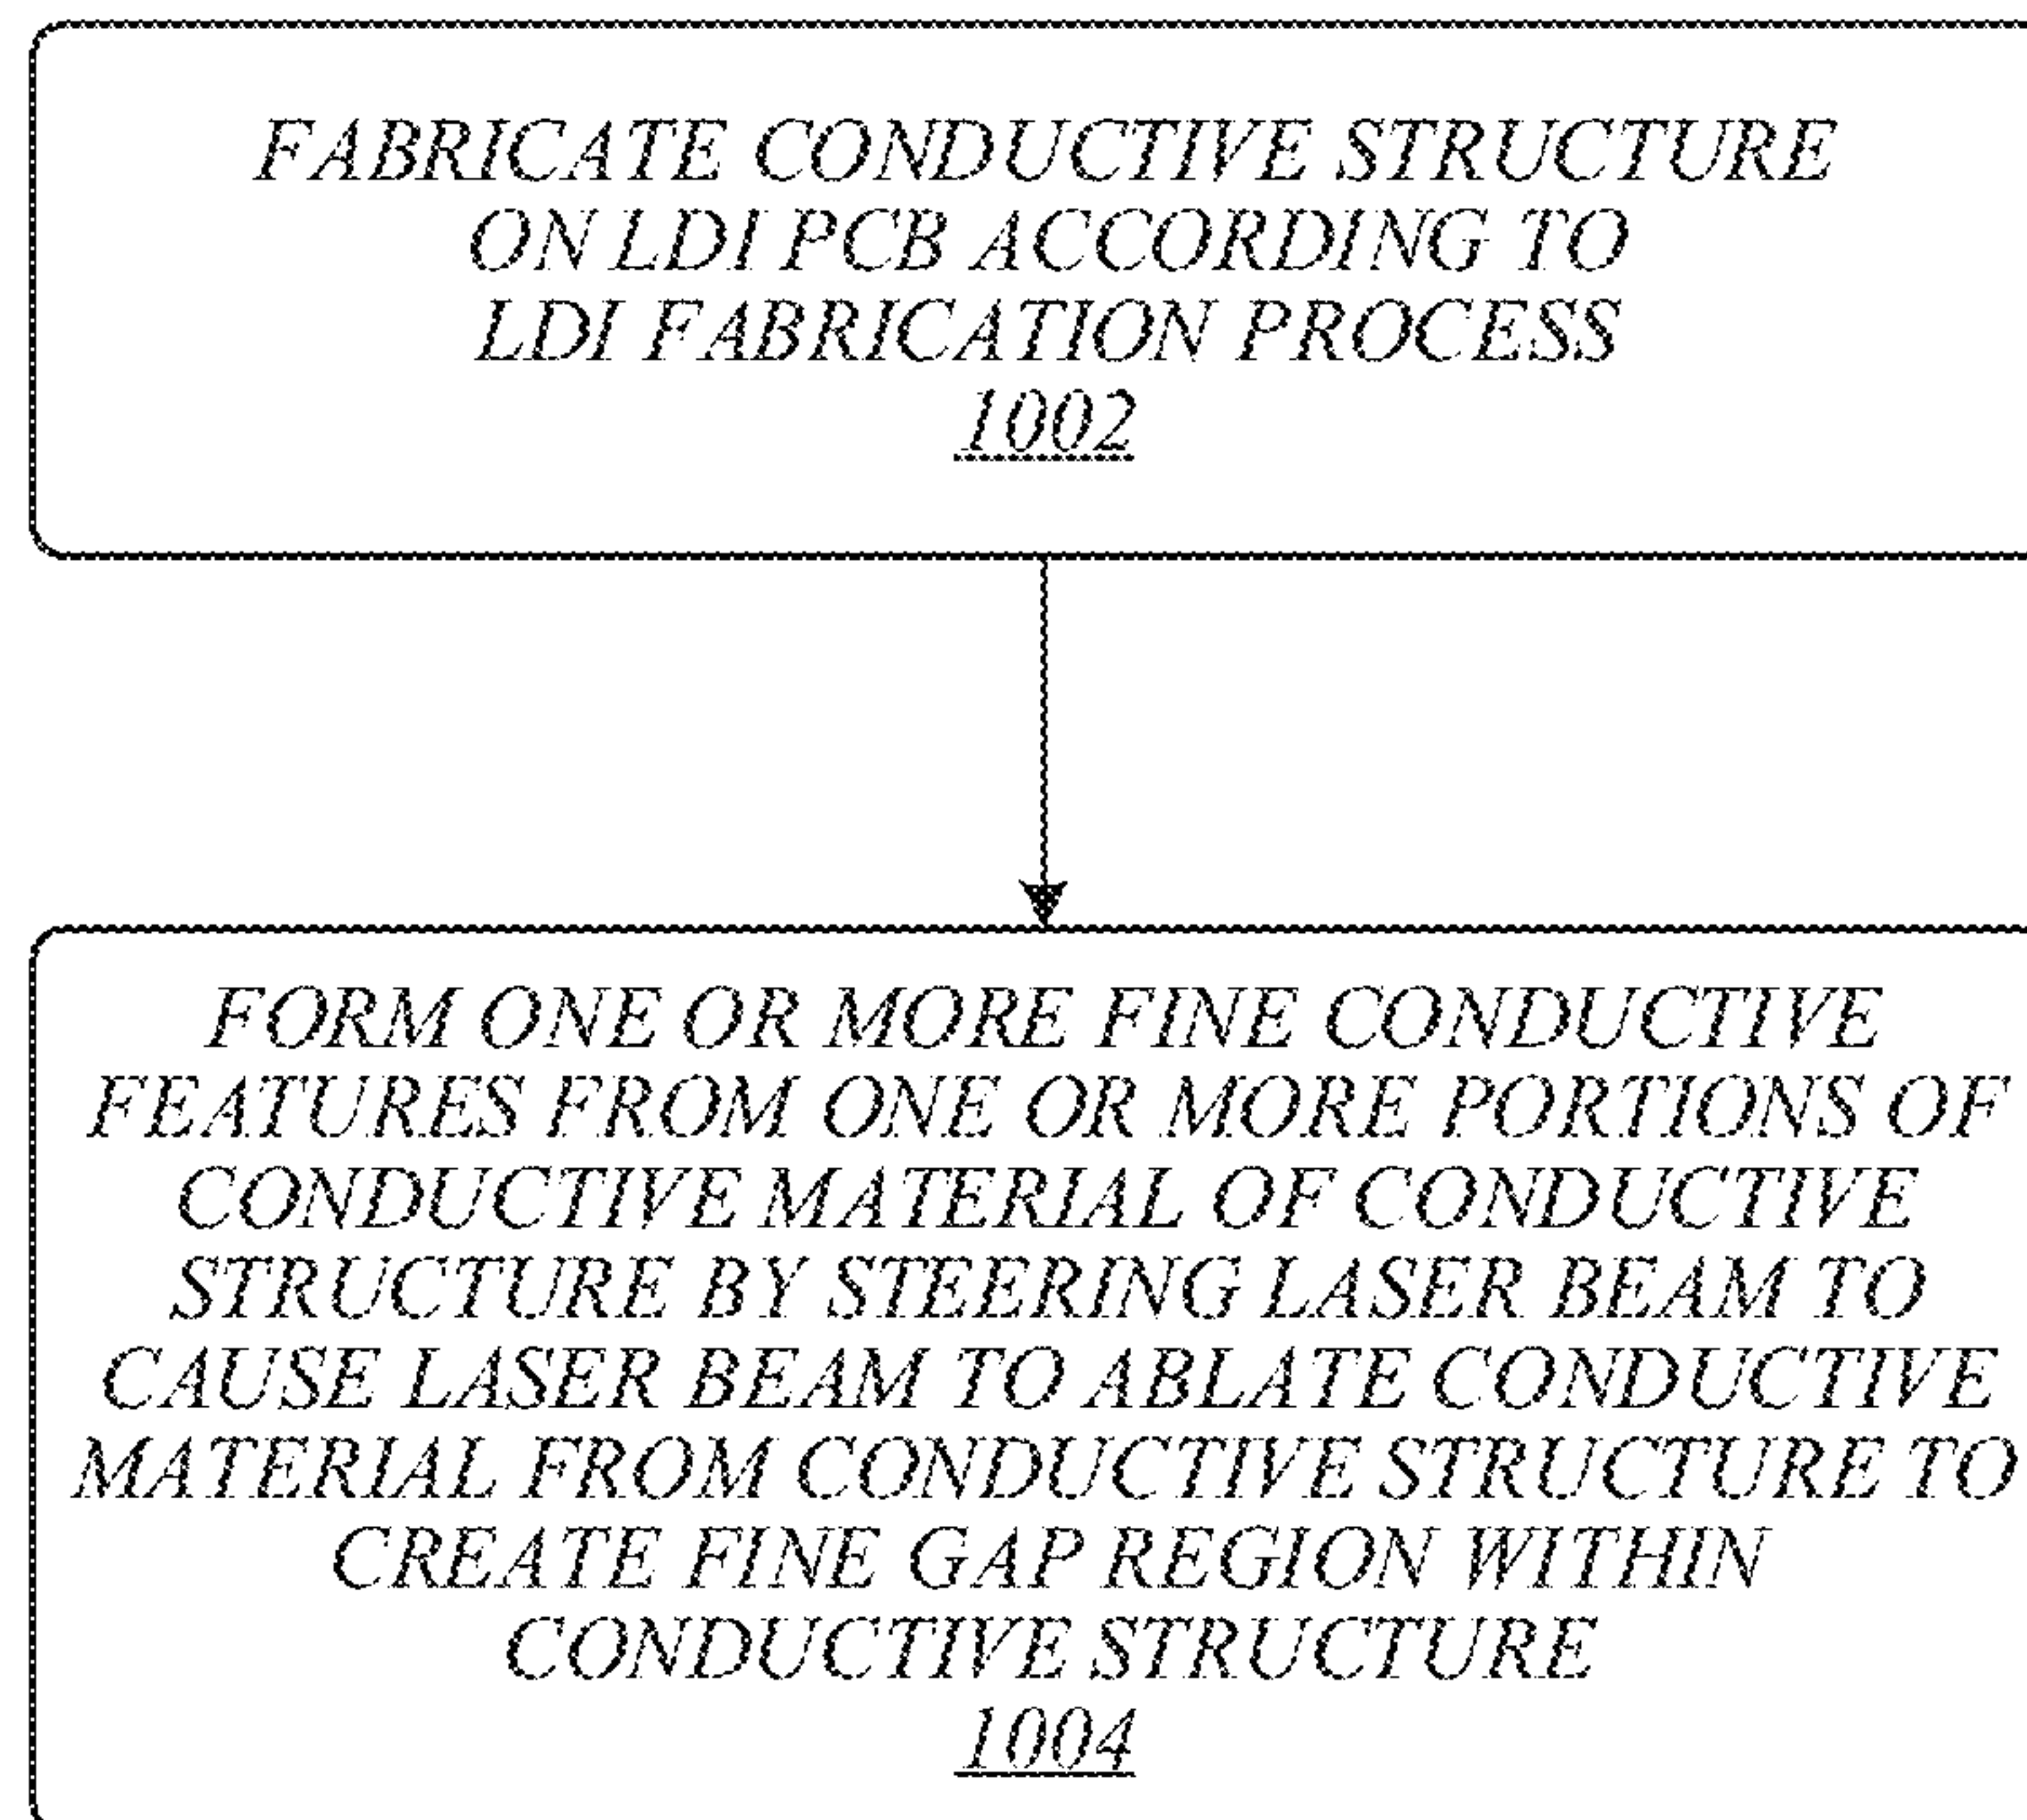 FABRICATE CONDUCTIVE STRUCTURE
ON LDI PCB ACCORDING TO
LDI FABRICATION PROCESS
1002
FORM ONE OR MORE FINE CONDUCTIVE
FEATURES FROM ONE OR MORE PORTIONS OF
CONDUCTIVE MATERIAL OF CONDUCTIVE
STRUCTURE BY STEERING LASER BEAM TO
CAUSE LASER BEAM TO ABLATE CONDUCTIVE
MATERIAL FROM CONDUCTIVE STRUCTURE TO
CREATE FINE GAP REGION WITHIN
CONDUCTIVE STRUCTURE
1004